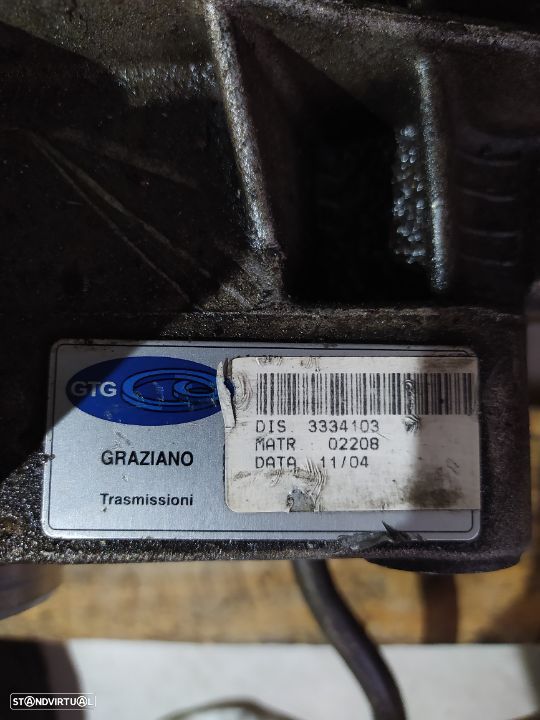 GTG
GRAZIANO
Trasmissioni
DIS. 3334103
MATR 02208
DATA 11/04
STANDVIRTUAL